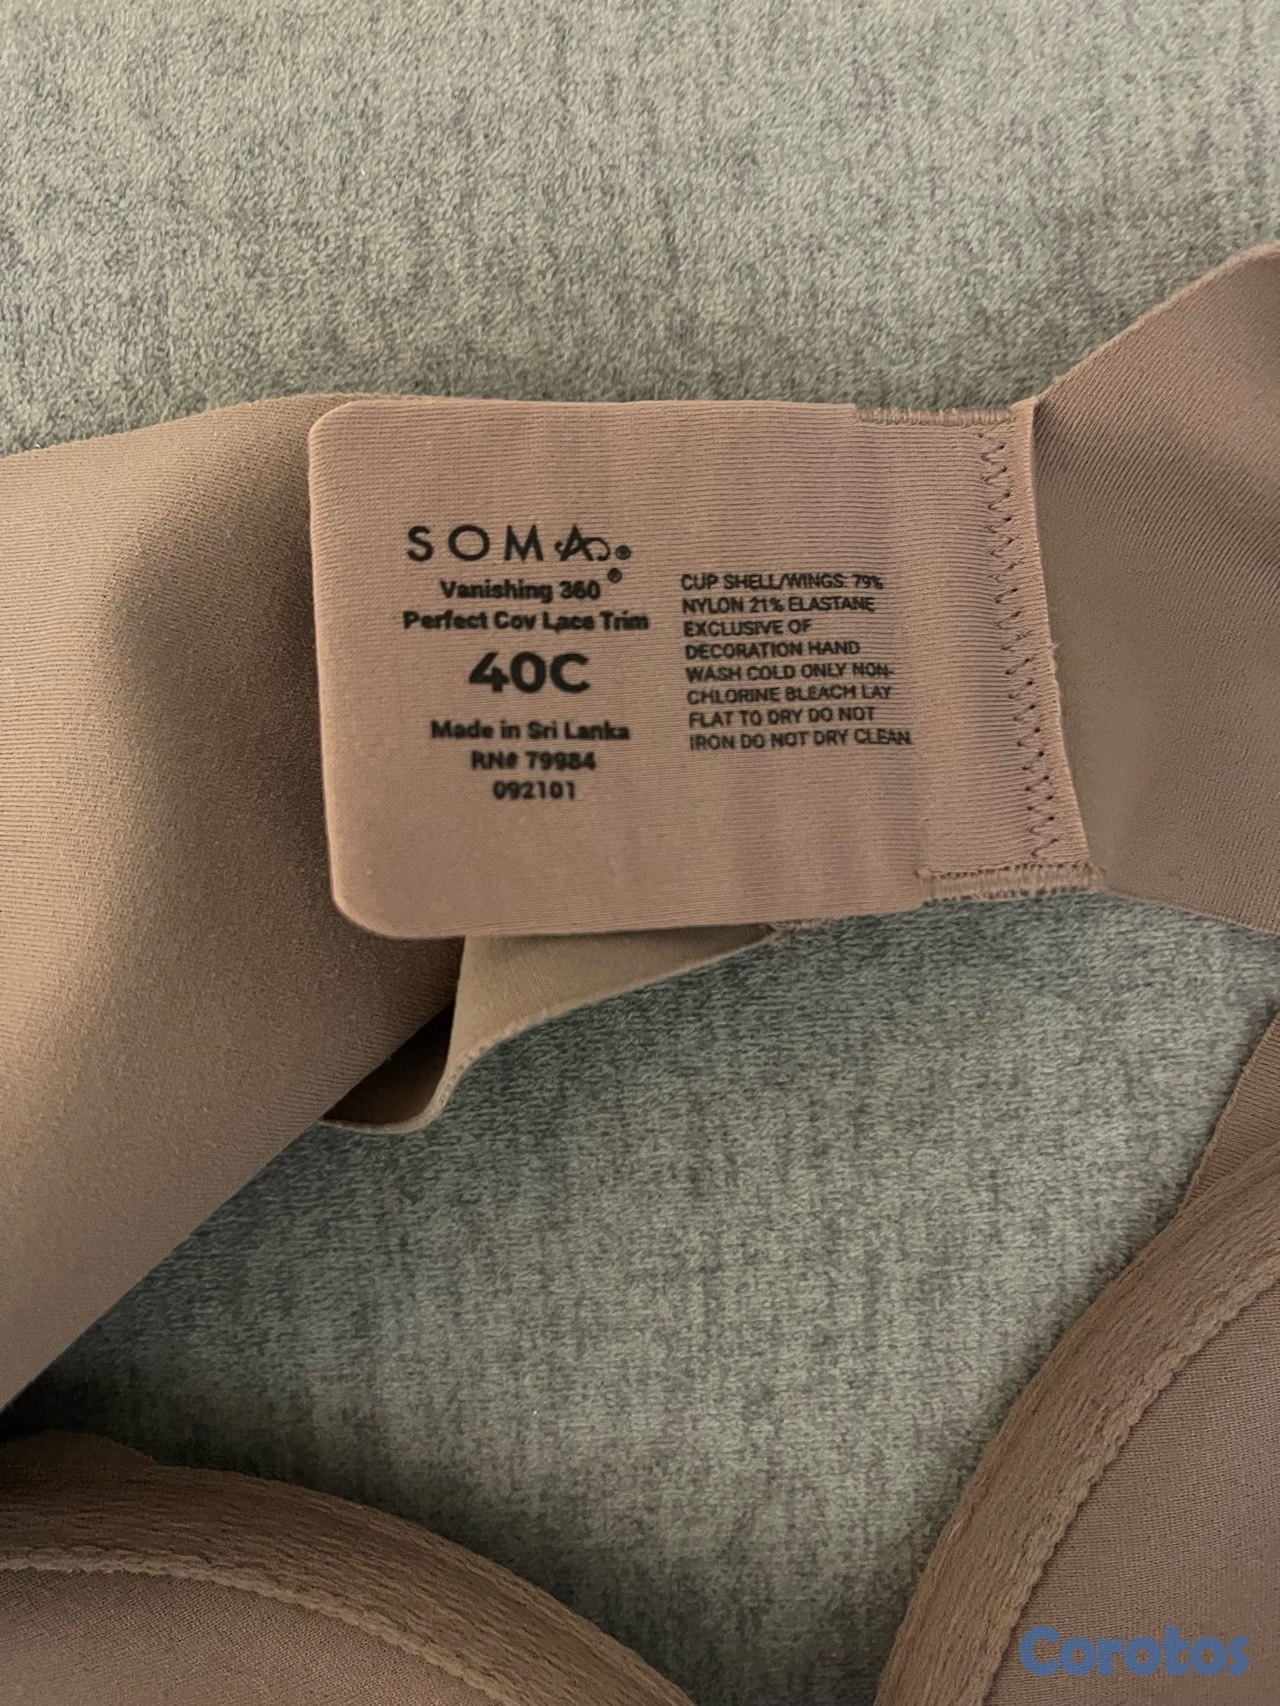 SOMA®
Vanishing 360®
Perfect Cov Lace Trim
40C
Made in Sri Lanka
RN# 79984
092101
CUP SHELL/WINGS: 79%
NYLON 21% ELASTANE
EXCLUSIVE OF
DECORATION HAND
WASH COLD ONLY NON-
CHLORINE BLEACH LAY
FLAT TO DRY DO NOT
IRON DO NOT DRY CLEAN
Corotos